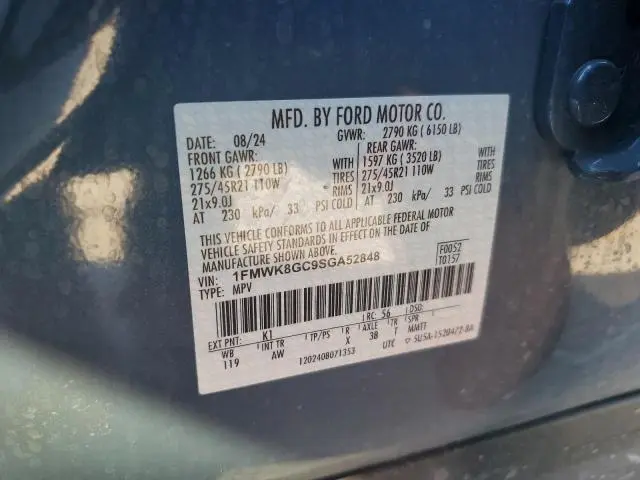 MFD. BY FORD MOTOR CO.
DATE: 08/24 GVWR: 2790 KG ( 6150 LB)
FRONT GAWR: REAR GAWR:
1266 KG ( 2790 LB) 1597 KG ( 3520 LB)
275/45R21 110W TIRES 275/45R21 110W TIRES
21x9.0J RIMS 21x9.0J RIMS
AT 230 kPa/ 33 PSI COLD AT 230 kPa/ 33 PSI COLD
THIS VEHICLE CONFORMS TO ALL APPLICABLE FEDERAL MOTOR
VEHICLE SAFETY STANDARDS IN EFFECT ON THE DATE OF
MANUFACTURE SHOWN ABOVE.
VIN: 1FMWK8GC9SGA52848 F0052
TYPE: MPV T0157
EXT PNT: K1 RC: 56 DSO:
WB INT TR TP/PS R AXLE TR SPR
119 AW X 38 T MMTT
1202408071353 UTC